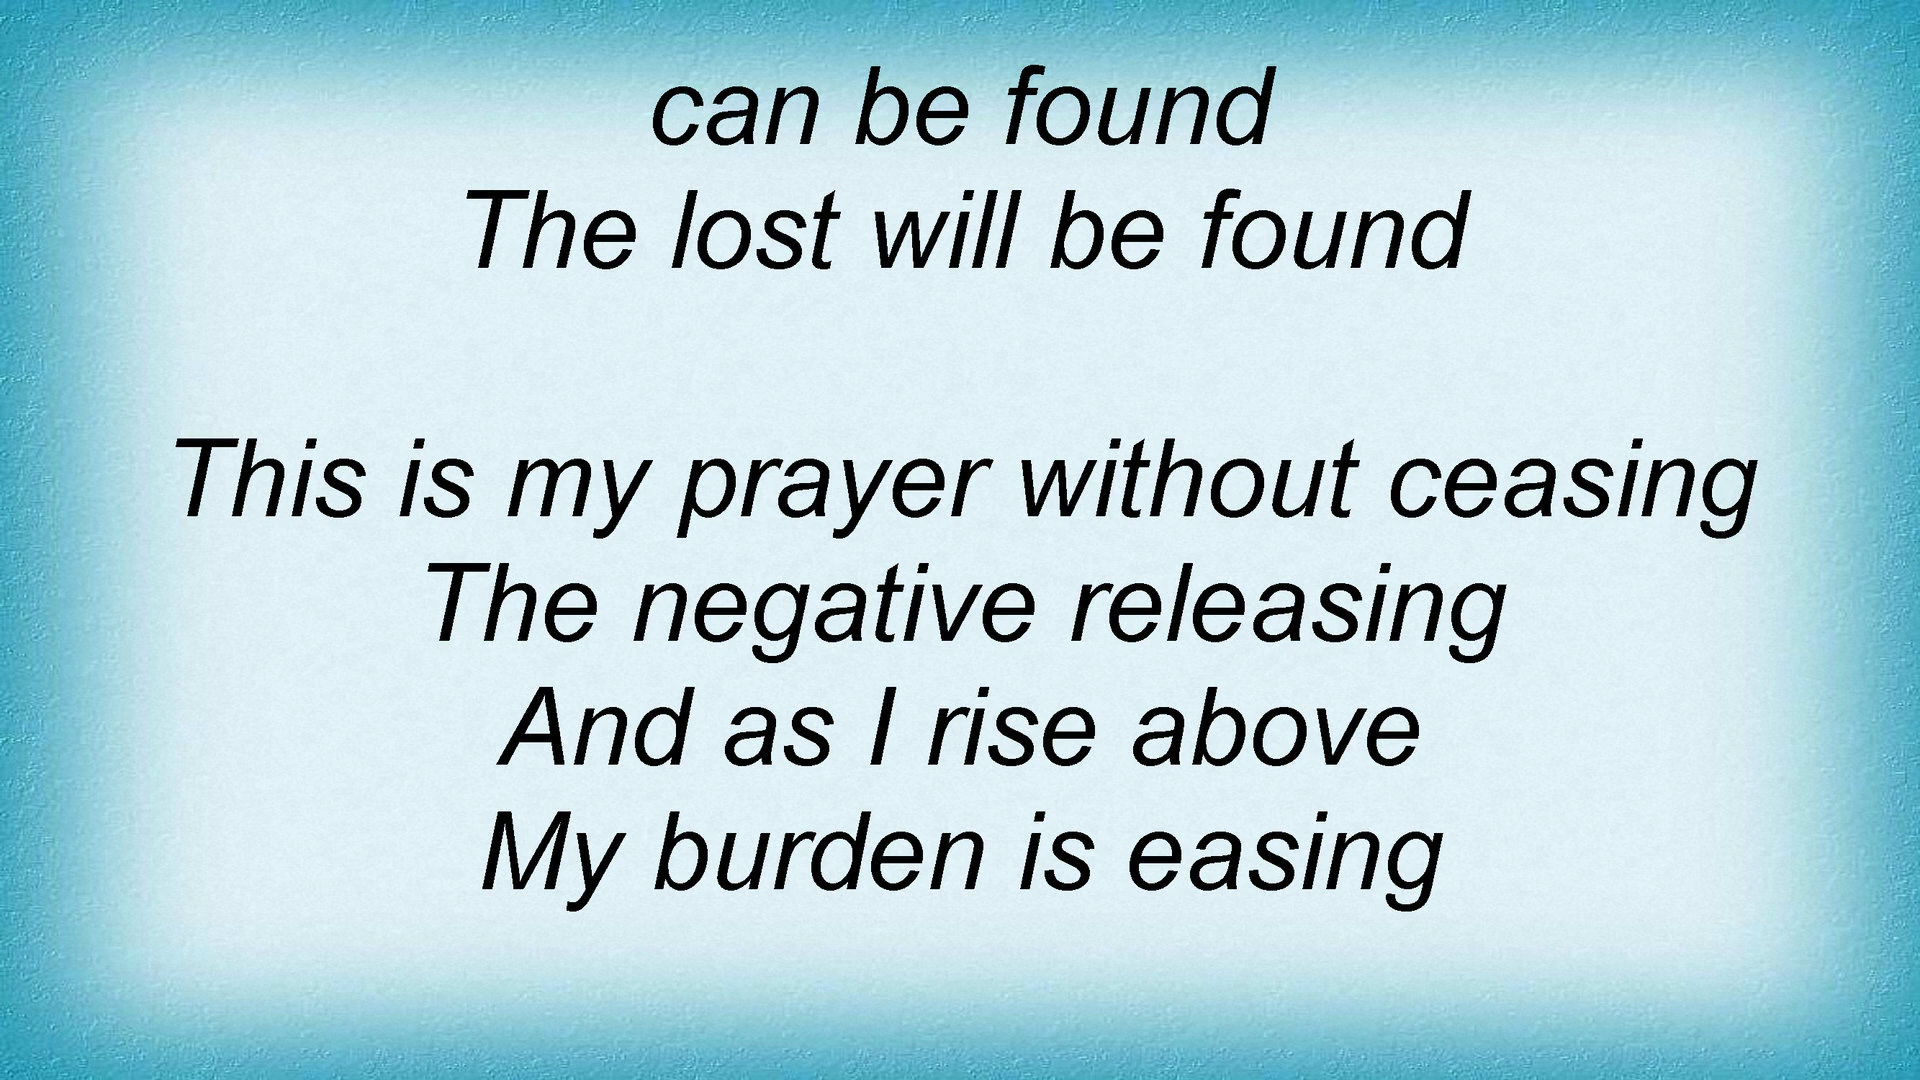 can be found
The lost will be found
This is my prayer without ceasing
The negative releasing
And as I rise above
My burden is easing